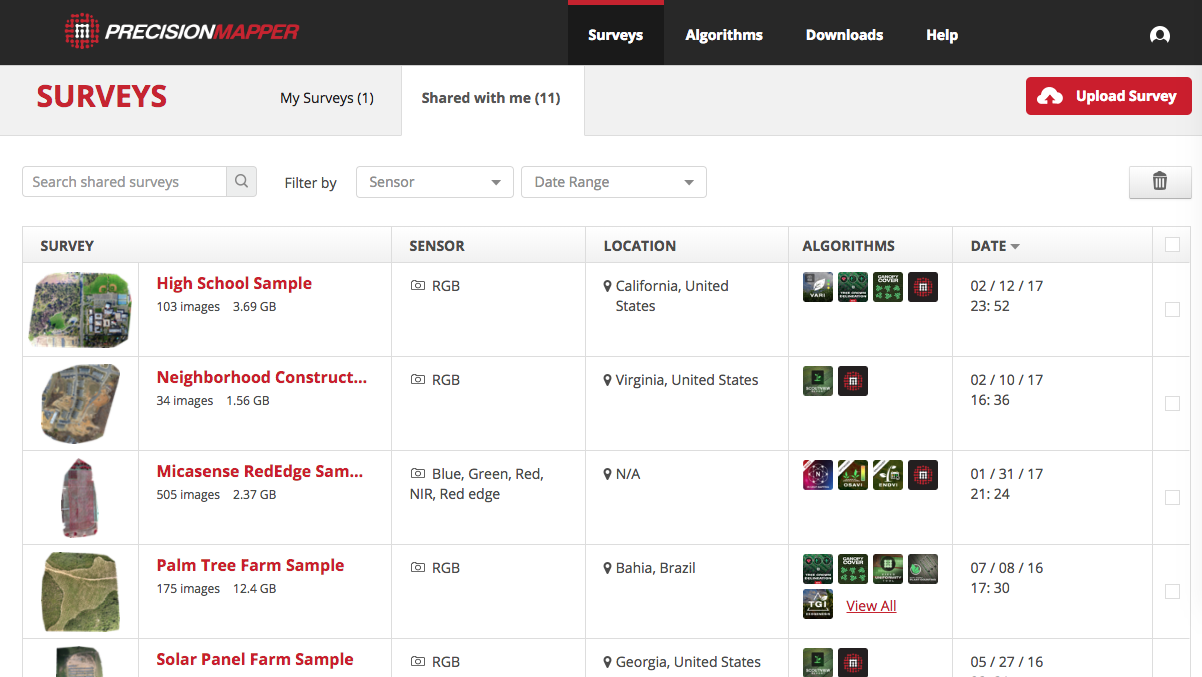 PRECISIONMAPPER
Surveys
Algorithms
Downloads
Help
SURVEYS
My Surveys (1)
Shared with me (11)
Upload Survey
Search shared surveys
Filter by
Sensor
Date Range
SURVEY
SENSOR
LOCATION
ALGORITHMS
DATE
High School Sample
103 images 3.69 GB
RGB
California, United
States
VARI
TREE CROWN
DELINEATION
CANOPY
COVER
02 / 12 / 17
23: 52
Neighborhood Construct...
34 images 1.56 GB
RGB
Virginia, United States
02 / 10 / 17
16: 36
Micasense RedEdge Sam...
505 images 2.37 GB
Blue, Green, Red,
NIR, Red edge
N/A
N
OSAVI
ENDVI
01 / 31 / 17
21: 24
Palm Tree Farm Sample
175 images 12.4 GB
RGB
Bahia, Brazil
TREE CROWN
DELINEATION
CANOPY
COVER
TGI
View All
07 / 08 / 16
17: 30
Solar Panel Farm Sample
RGB
Georgia, United States
05 / 27 / 16